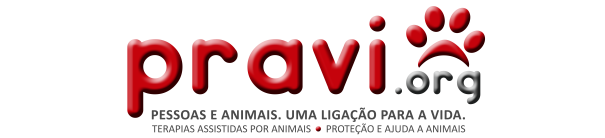 pravi.org
PESSOAS E ANIMAIS. UMA LIGAÇÃO PARA A VIDA.
TERAPIAS ASSISTIDAS POR ANIMAIS • PROTEÇÃO E AJUDA A ANIMAIS